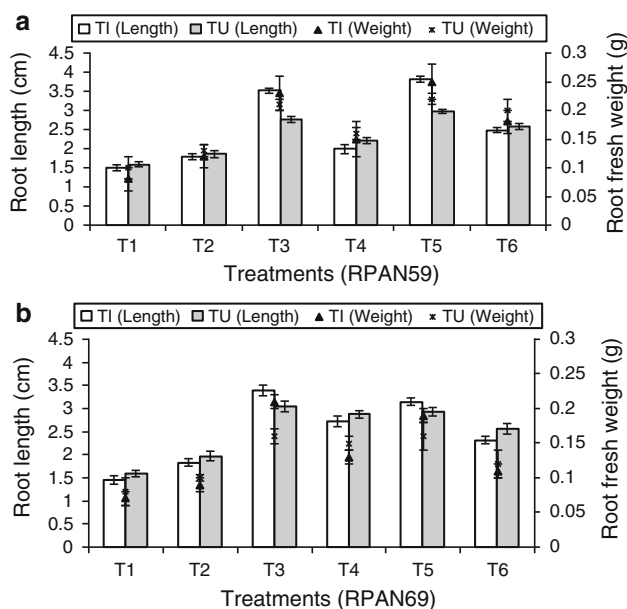 a
TI (Length) TU (Length) TI (Weight) TU (Weight)
Root length (cm)
4.5
4
3.5
3
2.5
2
1.5
1
0.5
0
0.3
0.25
0.2
0.15
0.1
0.05
0
Root fresh weight (g)
T1 T2 T3 T4 T5 T6
Treatments (RPAN59)
b
TI (Length) TU (Length) TI (Weight) TU (Weight)
Root length (cm)
4.5
4
3.5
3
2.5
2
1.5
1
0.5
0
0.3
0.25
0.2
0.15
0.1
0.05
0
Root fresh weight (g)
T1 T2 T3 T4 T5 T6
Treatments (RPAN69)